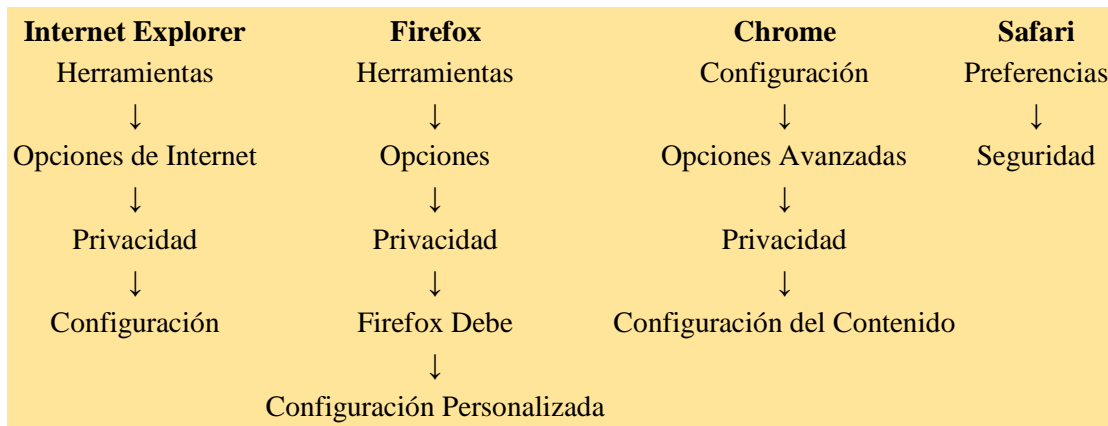 Internet Explorer Firefox Chrome Safari
Herramientas Herramientas Configuración Preferencias
↓ ↓ ↓ ↓
Opciones de Internet Opciones Opciones Avanzadas Seguridad
↓ ↓ ↓
Privacidad Privacidad Privacidad
↓ ↓ ↓
Configuración Firefox Debe Configuración del Contenido
↓
Configuración Personalizada